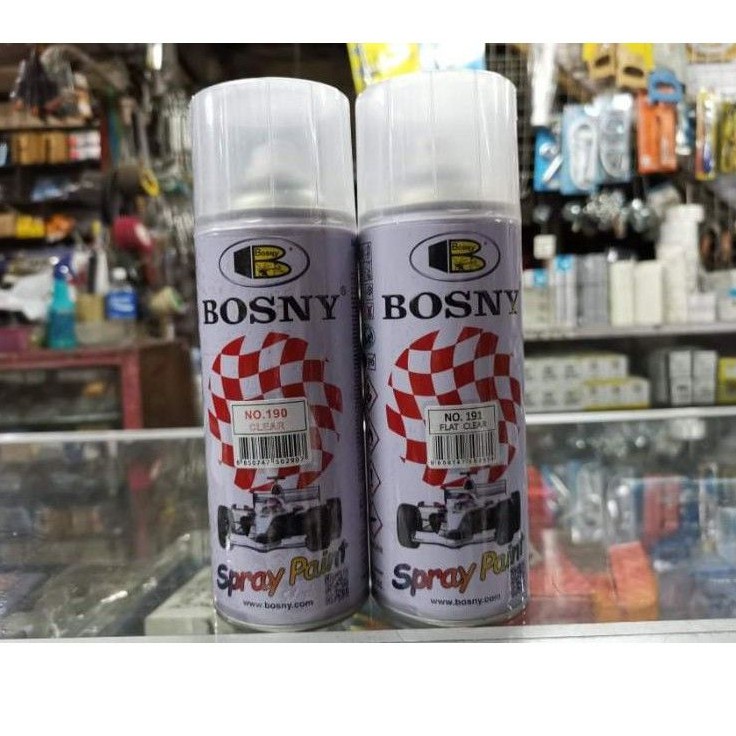 Bosny
BOSNY®
NO.190
CLEAR
Spray Paint
www.bosny.com
Bosny
BOSNY
NO. 191
FLAT CLEAR
Spray Paint
www.bosny.com